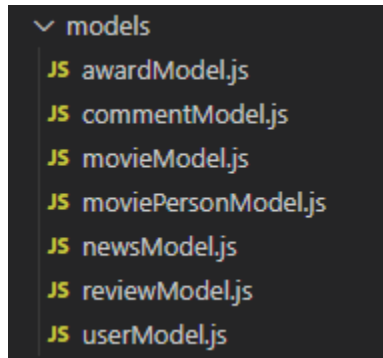 models
JS awardModel.js
JS commentModel.js
JS movieModel.js
JS moviePersonModel.js
JS newsModel.js
JS reviewModel.js
JS userModel.js